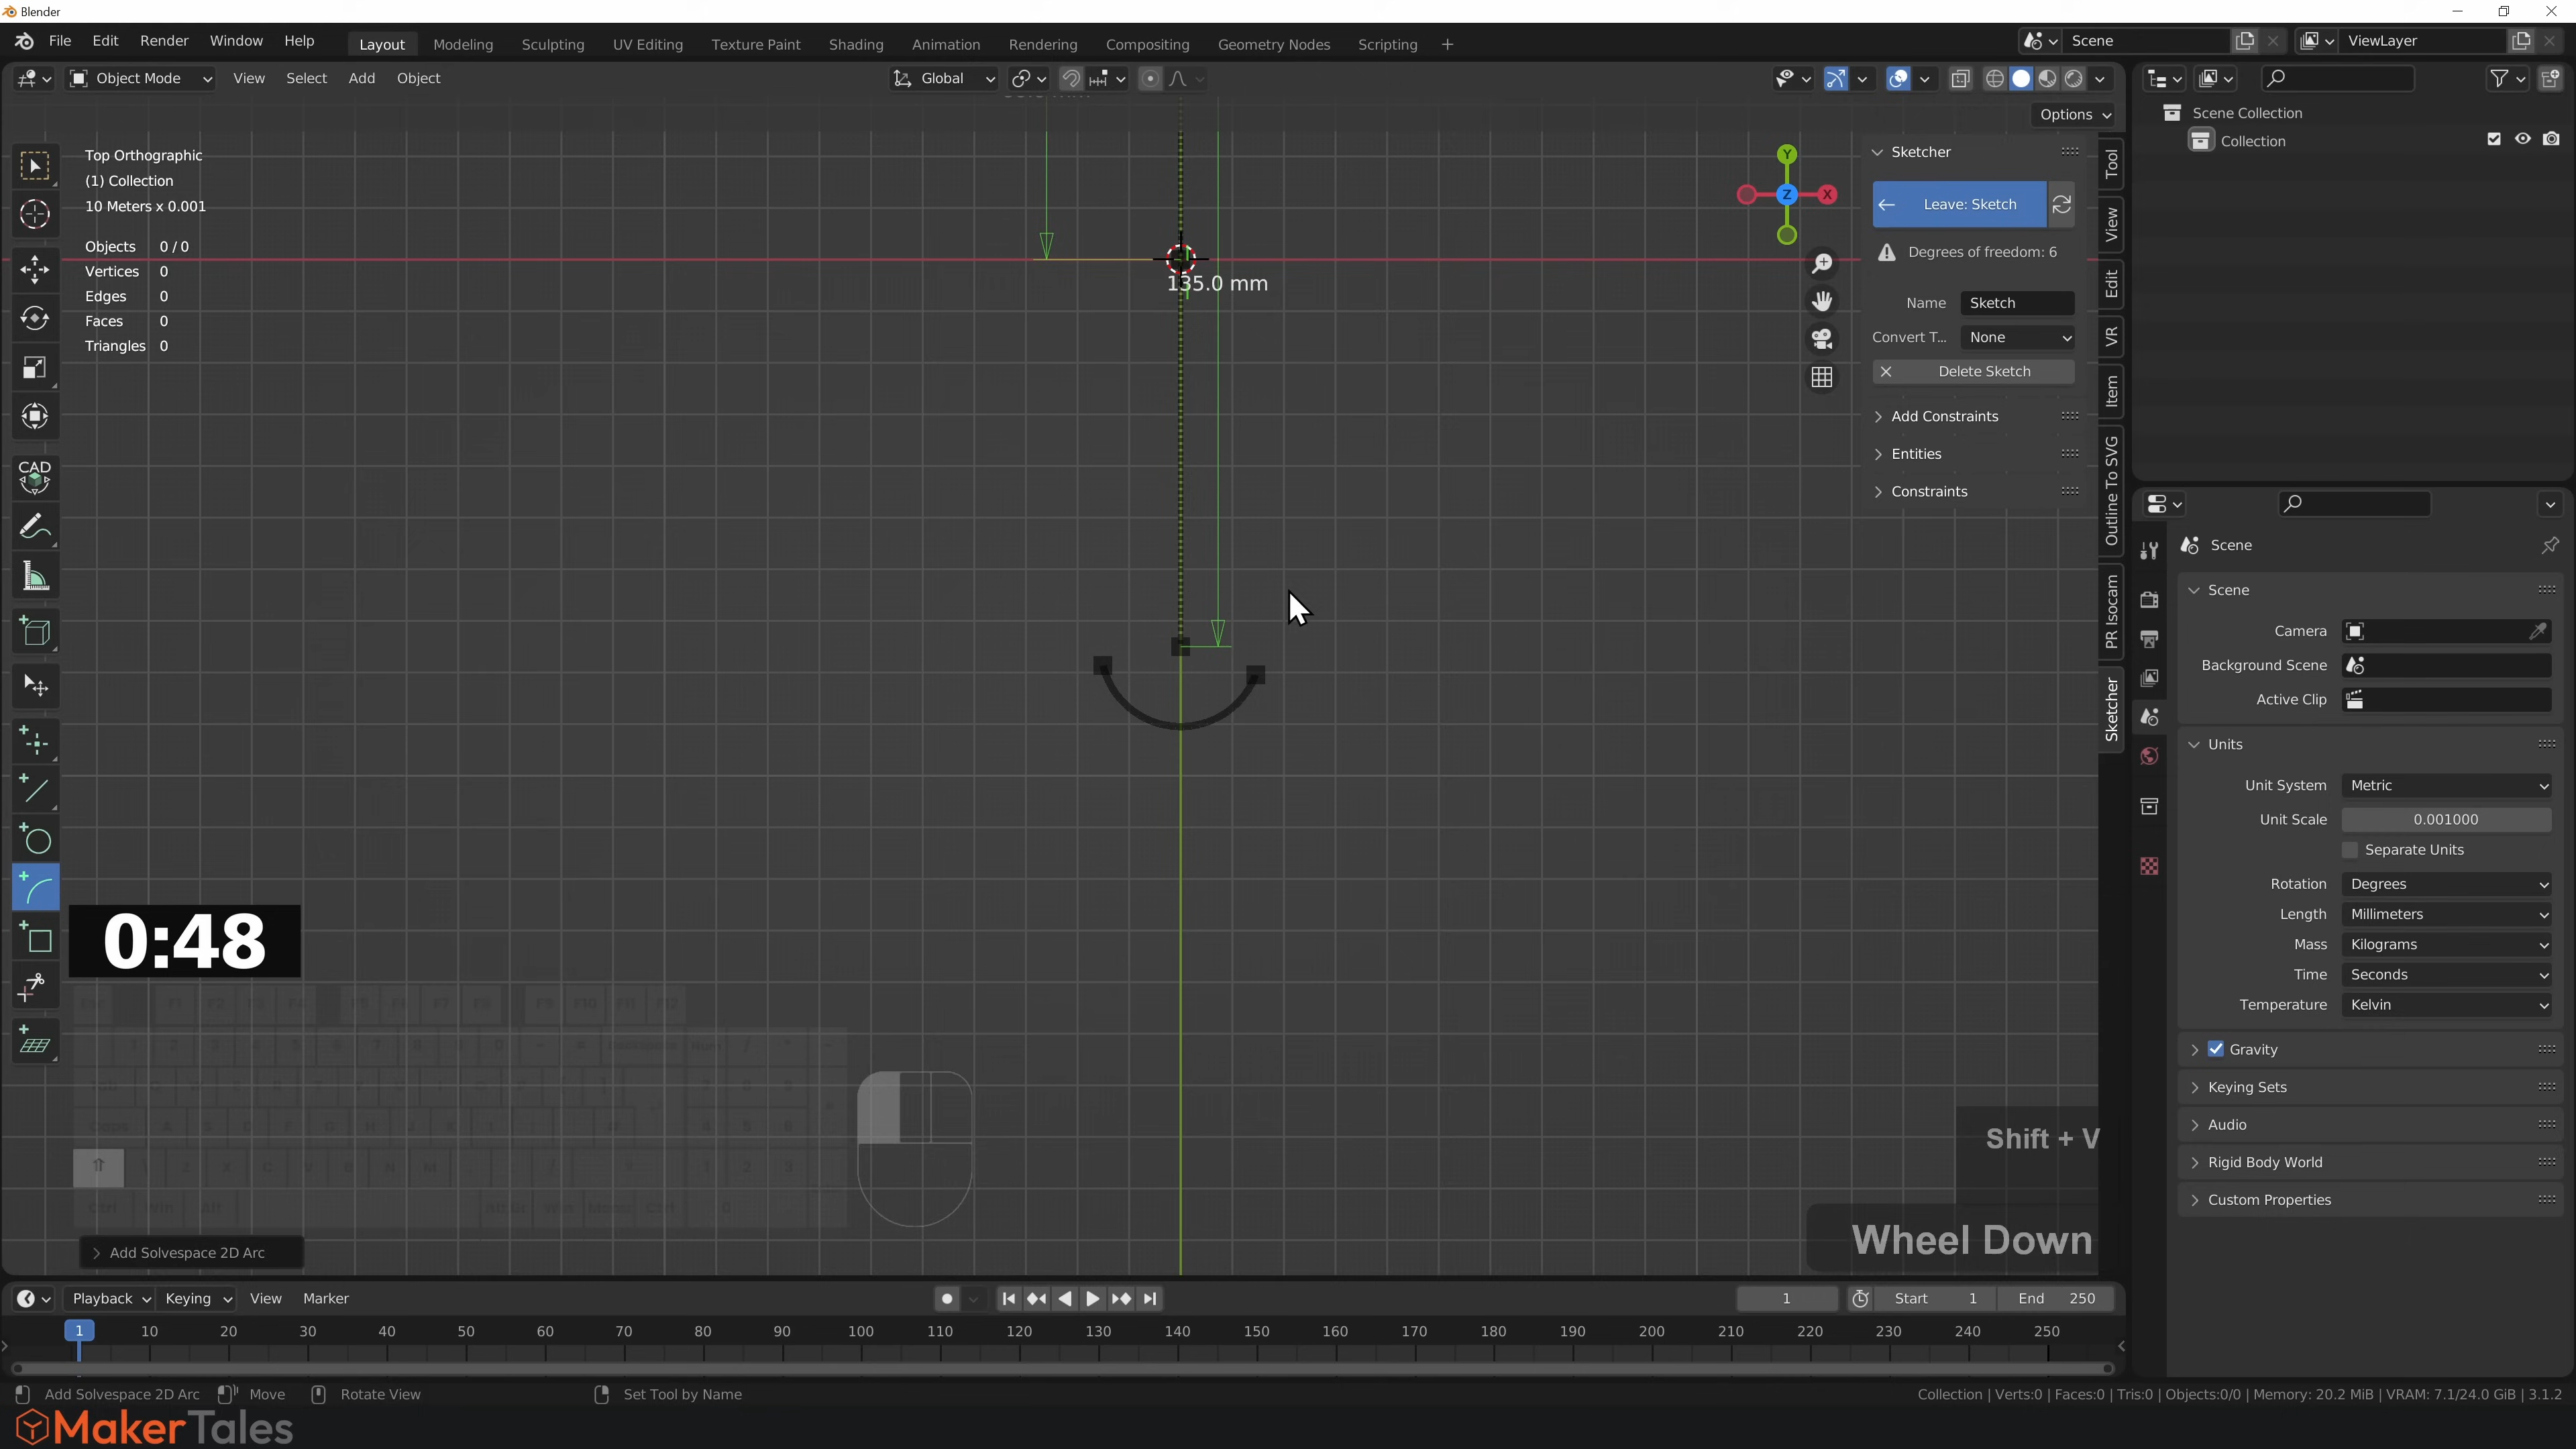 Blender
File Edit Render Window Help Layout Modeling Sculpting UV Editing Texture Paint Shading Animation Rendering Compositing Geometry Nodes Scripting + Scene ViewLayer
Object Mode View Select Add Object Global
Options
Scene Collection
Collection
Top Orthographic
(1) Collection
10 Meters x 0.001
Objects 0 / 0
Vertices 0
Edges 0
Faces 0
Triangles 0
Y
Z
X
135.0 mm
Sketcher
Leave: Sketch
Degrees of freedom: 6
Name Sketch
Convert T... None
Delete Sketch
Add Constraints
Entities
Constraints
Tool
View
Edit
VR
Item
Outline To SVG
PR Isocam
Sketcher
CAD
Scene
Scene
Camera
Background Scene
Active Clip
Units
Unit System Metric
Unit Scale 0.001000
Separate Units
Rotation Degrees
Length Millimeters
Mass Kilograms
Time Seconds
Temperature Kelvin
Gravity
Keying Sets
Audio
Rigid Body World
Custom Properties
0:48
Shift + V
Wheel Down
Add Solvespace 2D Arc
Playback Keying View Marker 1 Start 1 End 250
1 10 20 30 40 50 60 70 80 90 100 110 120 130 140 150 160 170 180 190 200 210 220 230 240 250
Add Solvespace 2D Arc Move Rotate View Set Tool by Name Collection | Verts:0 | Faces:0 | Tris:0 | Objects:0/0 | Memory: 20.2 MiB | VRAM: 7.1/24.0 GiB | 3.1.2
MakerTales